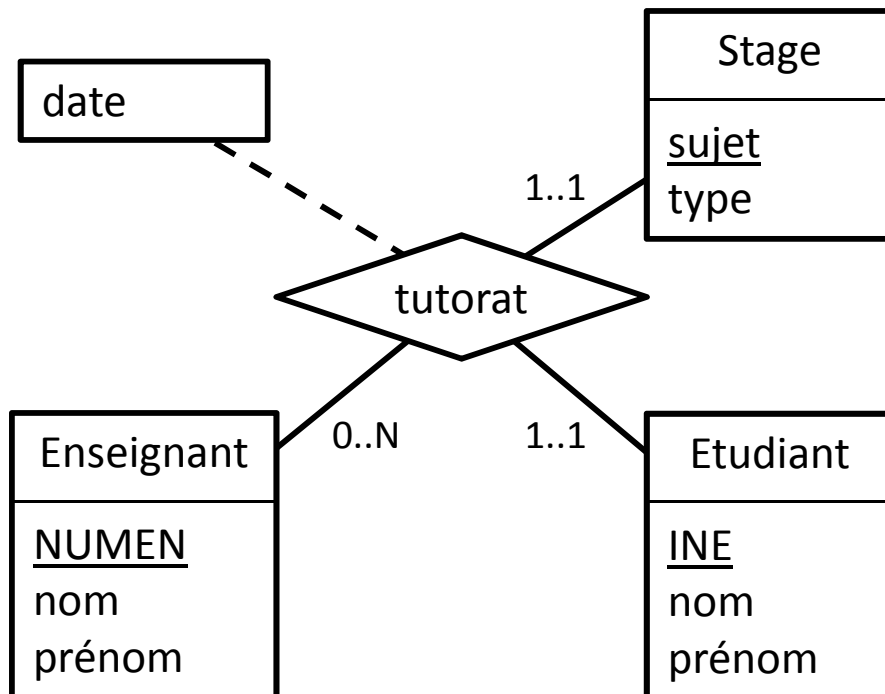 Stage
date
sujet
type
1..1
tutorat
0..N
1..1
Enseignant
NUMEN
nom
prénom
Etudiant
INE
nom
prénom